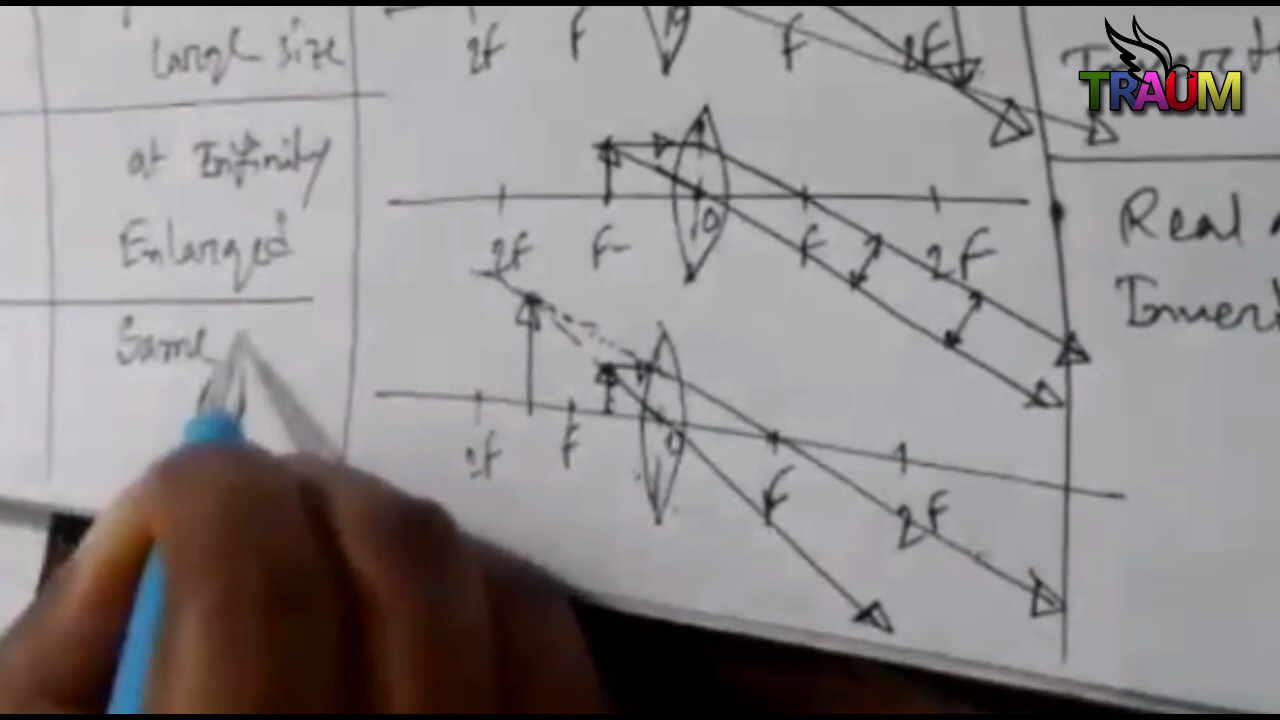 Large size
2F F F 2F
TRAUM
at Infinity
Enlarged
2F F O F 2F
Real
Invert
Same
2F F O F 2F